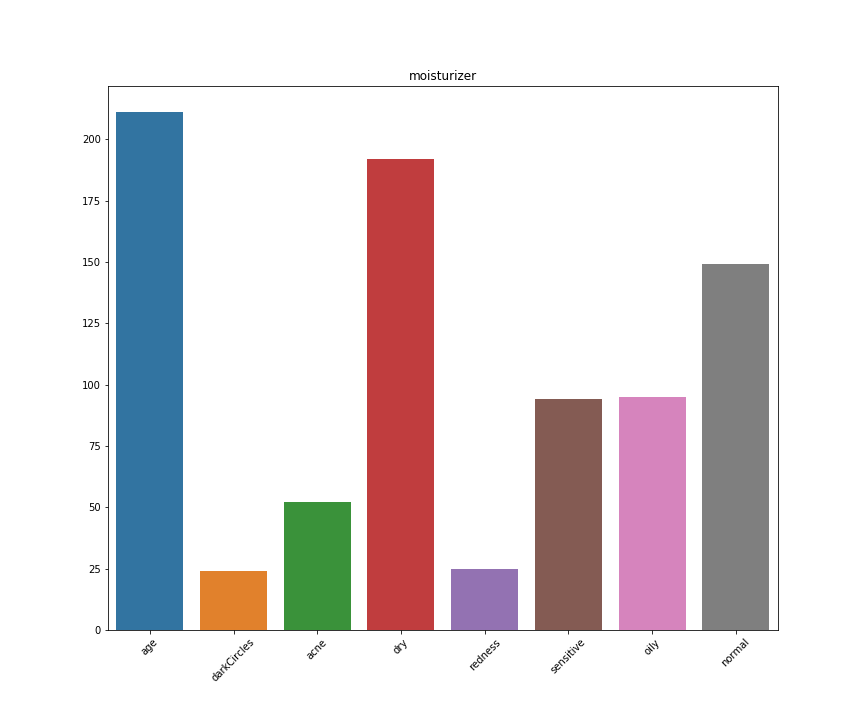 moisturizer
200
175
150
125
100
75
50
25
0
age
darkCircles
acne
dry
redness
sensitive
oily
normal